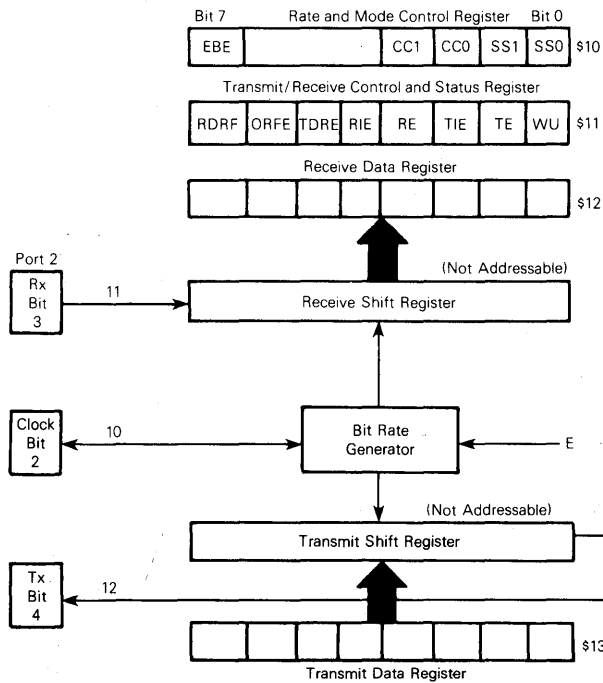 Bit 7 Rate and Mode Control Register Bit 0
EBE CC1 CC0 SS1 SS0 $10
Transmit/Receive Control and Status Register
RDRF ORFE TDRE RIE RE TIE TE WU $11
Receive Data Register
$12
Port 2
(Not Addressable)
Rx
Bit
3
11
Receive Shift Register
Clock
Bit
2
10
Bit Rate
Generator
E
(Not Addressable)
Transmit Shift Register
Tx
Bit
4
12
$13
Transmit Data Register